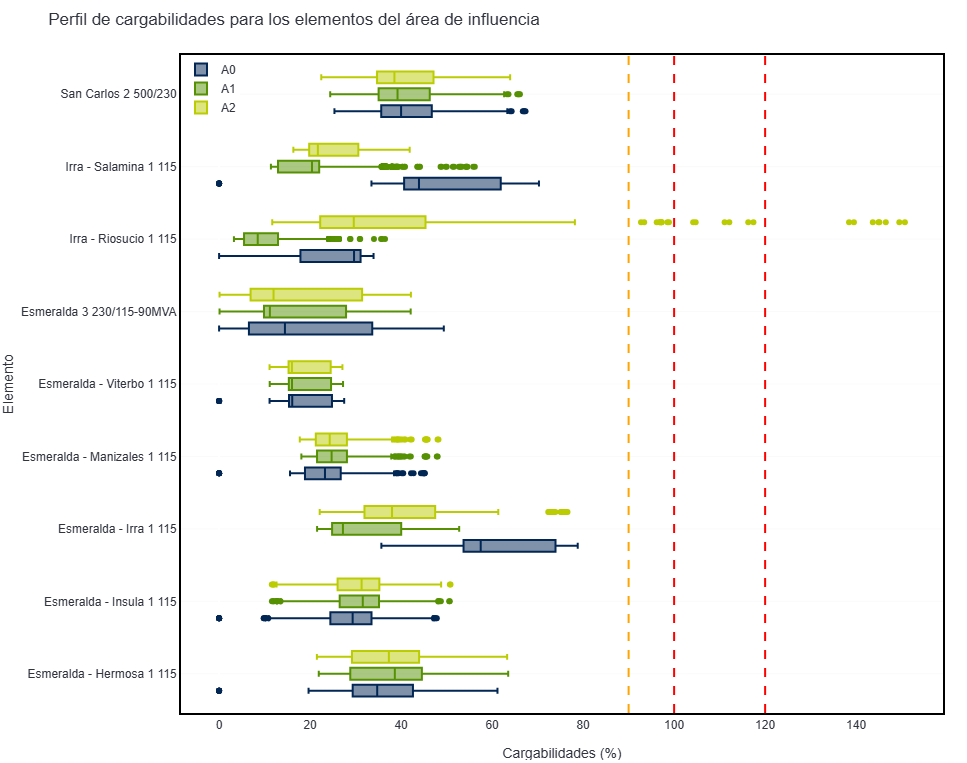 Perfil de cargabilidades para los elementos del área de influencia
A0
A1
A2
San Carlos 2 500/230
Irra - Salamina 1 115
Irra - Riosucio 1 115
Esmeralda 3 230/115-90MVA
Esmeralda - Viterbo 1 115
Esmeralda - Manizales 1 115
Esmeralda - Irra 1 115
Esmeralda - Insula 1 115
Esmeralda - Hermosa 1 115
Elemento
0 20 40 60 80 100 120 140
Cargabilidades (%)